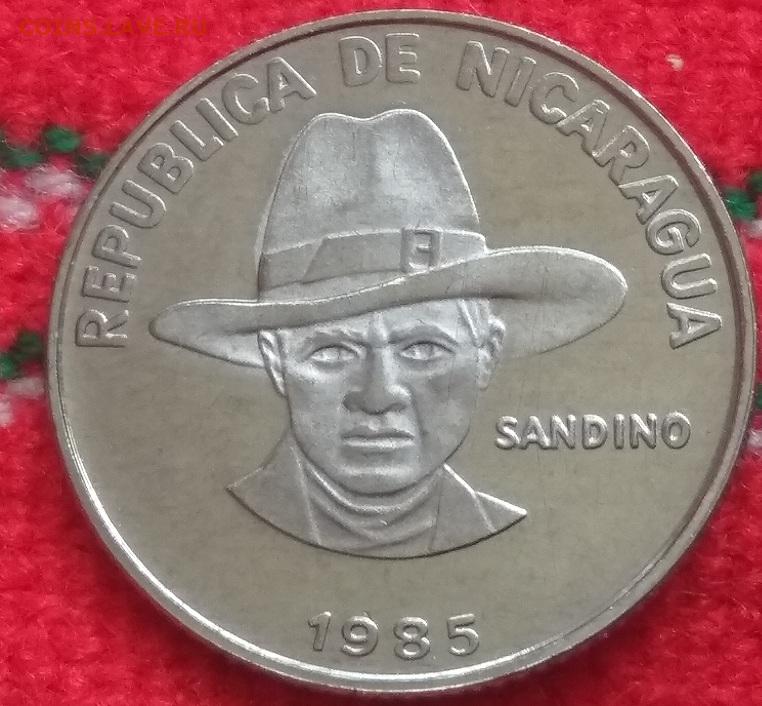 COINS.LAVE.RU
REPUBLICA DE NICARAGUA
SANDINO
1985